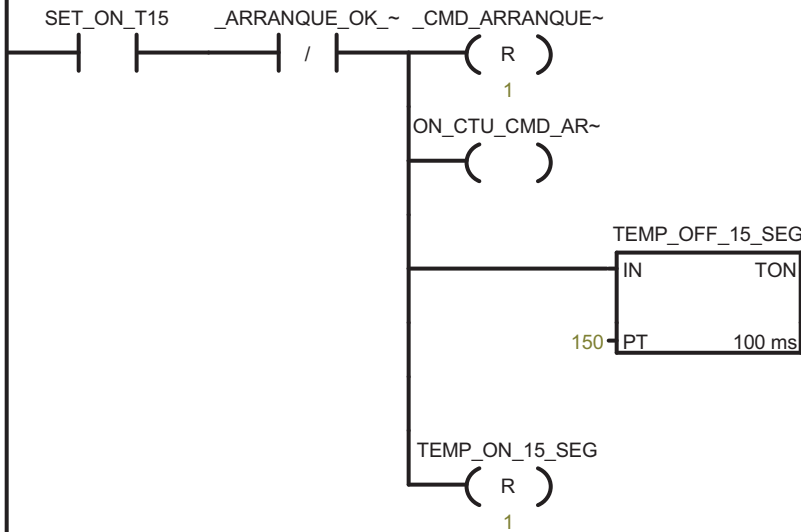 SET_ON_T15 _ARRANQUE_OK_~ _CMD_ARRANQUE~
/ R
1
ON_CTU_CMD_AR~
TEMP_OFF_15_SEG
IN TON
150 PT 100 ms
TEMP_ON_15_SEG
R
1